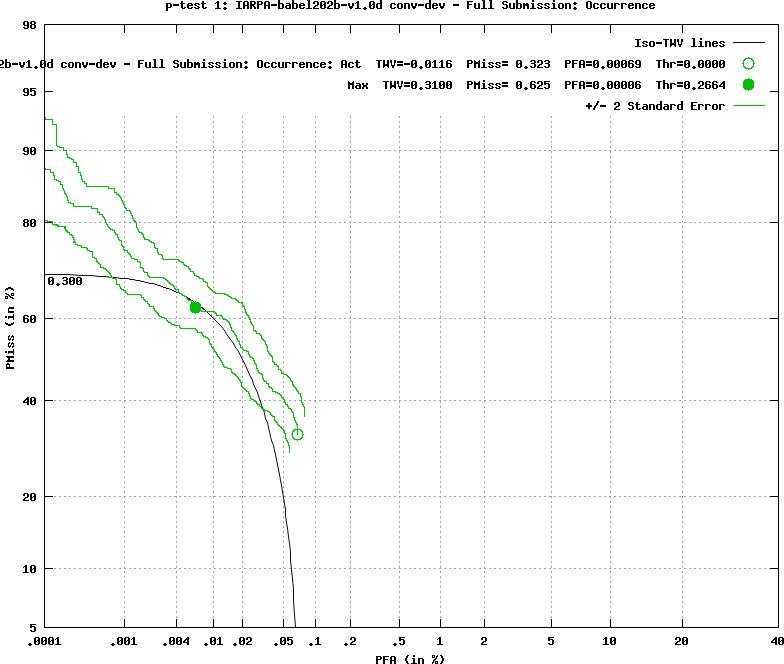 p-test 1: IARPA-babel202b-v1.0d conv-dev - Full Submission: Occurrence
98
Iso-TWV lines
2b-v1.0d conv-dev - Full Submission: Occurrence: Act TWV=-0.0116 PMiss= 0.323 PFA=0.00069 Thr=0.0000
Max TWV=0.3100 PMiss= 0.625 PFA=0.00006 Thr=0.2664
95
+/- 2 Standard Error
90
80
0.300
60
PMiss (in %)
40
20
10
5
.0001 .001 .004 .01 .02 .05 .1 .2 .5 1 2 5 10 20 40
PFA (in %)